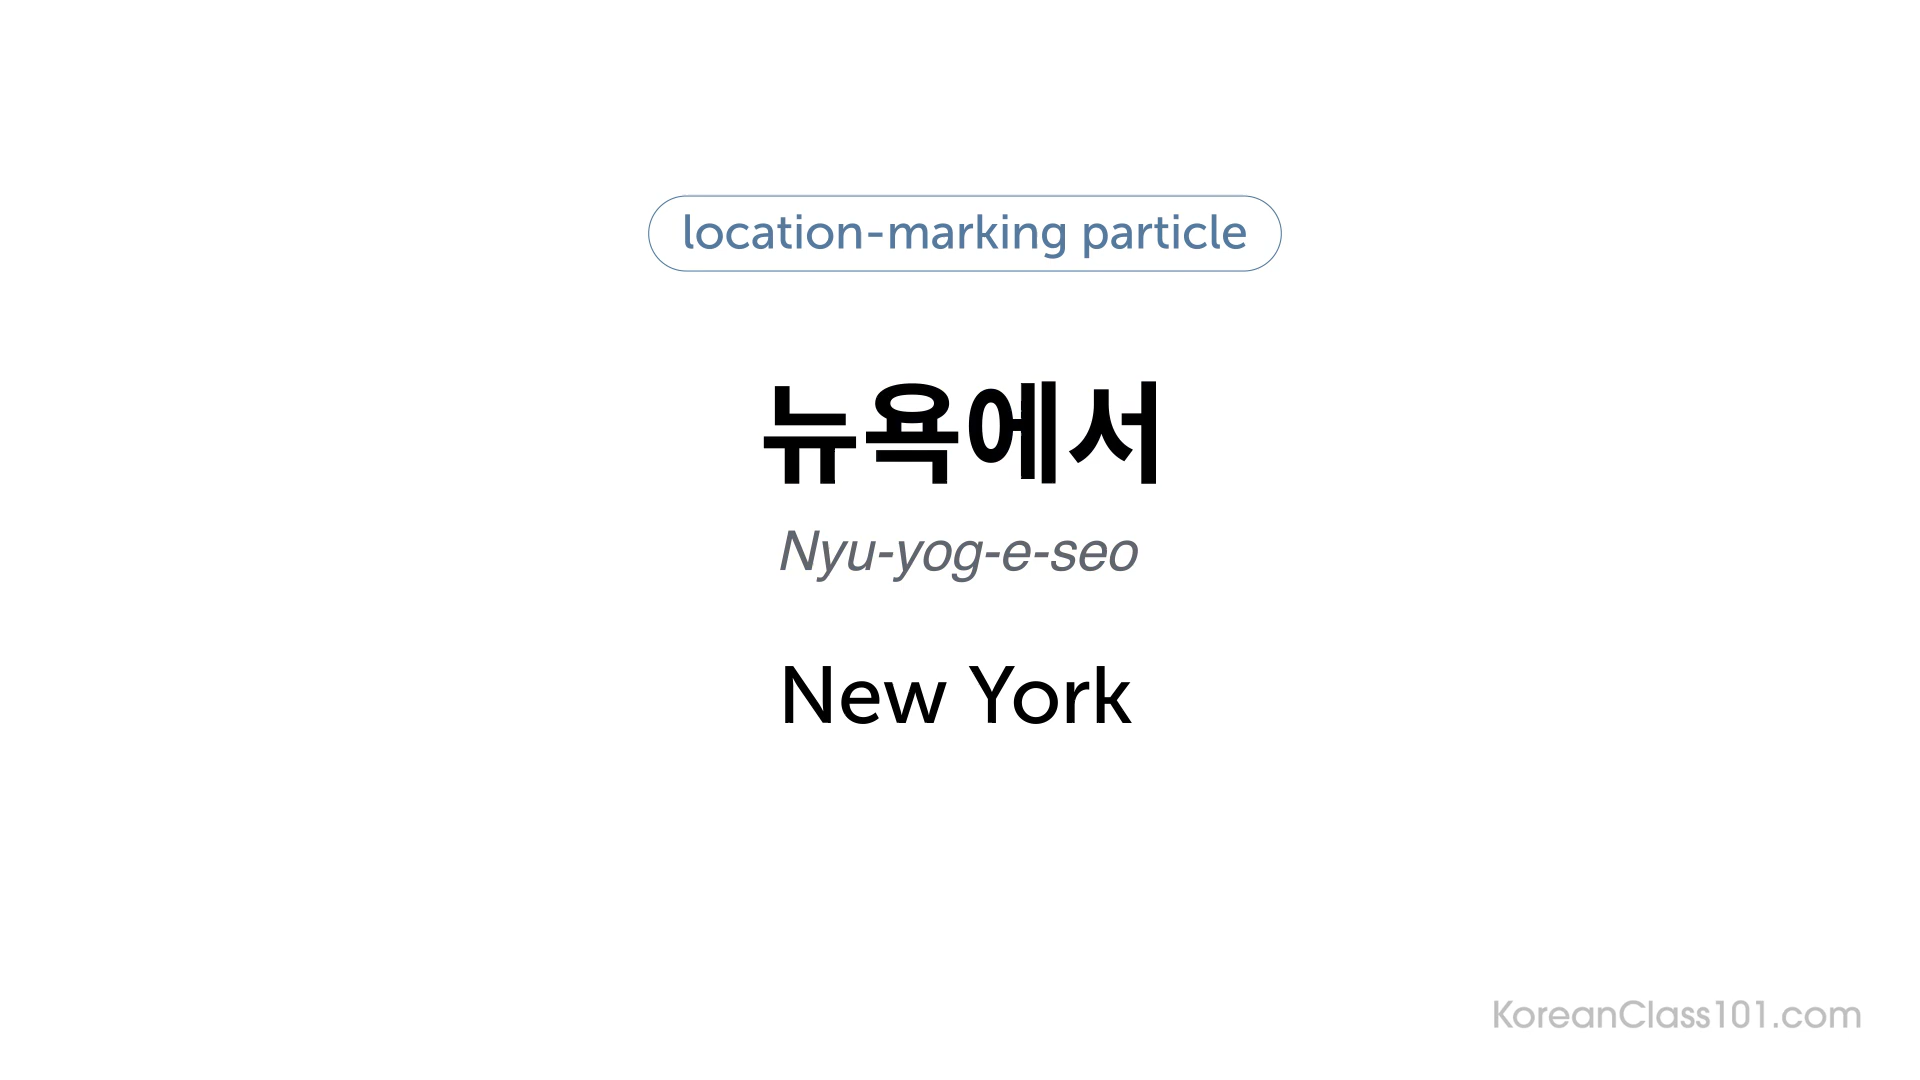 location-marking particle
뉴욕에서
Nyu-yog-e-seo
New York
KoreanClass101.com